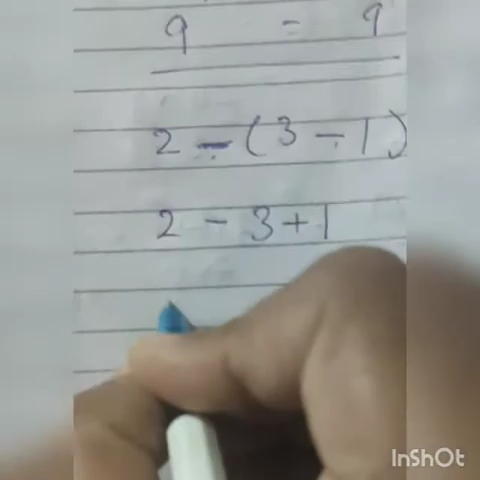 9 = 9
2 - (3 - 1)
2 - 3 + 1
InShOt